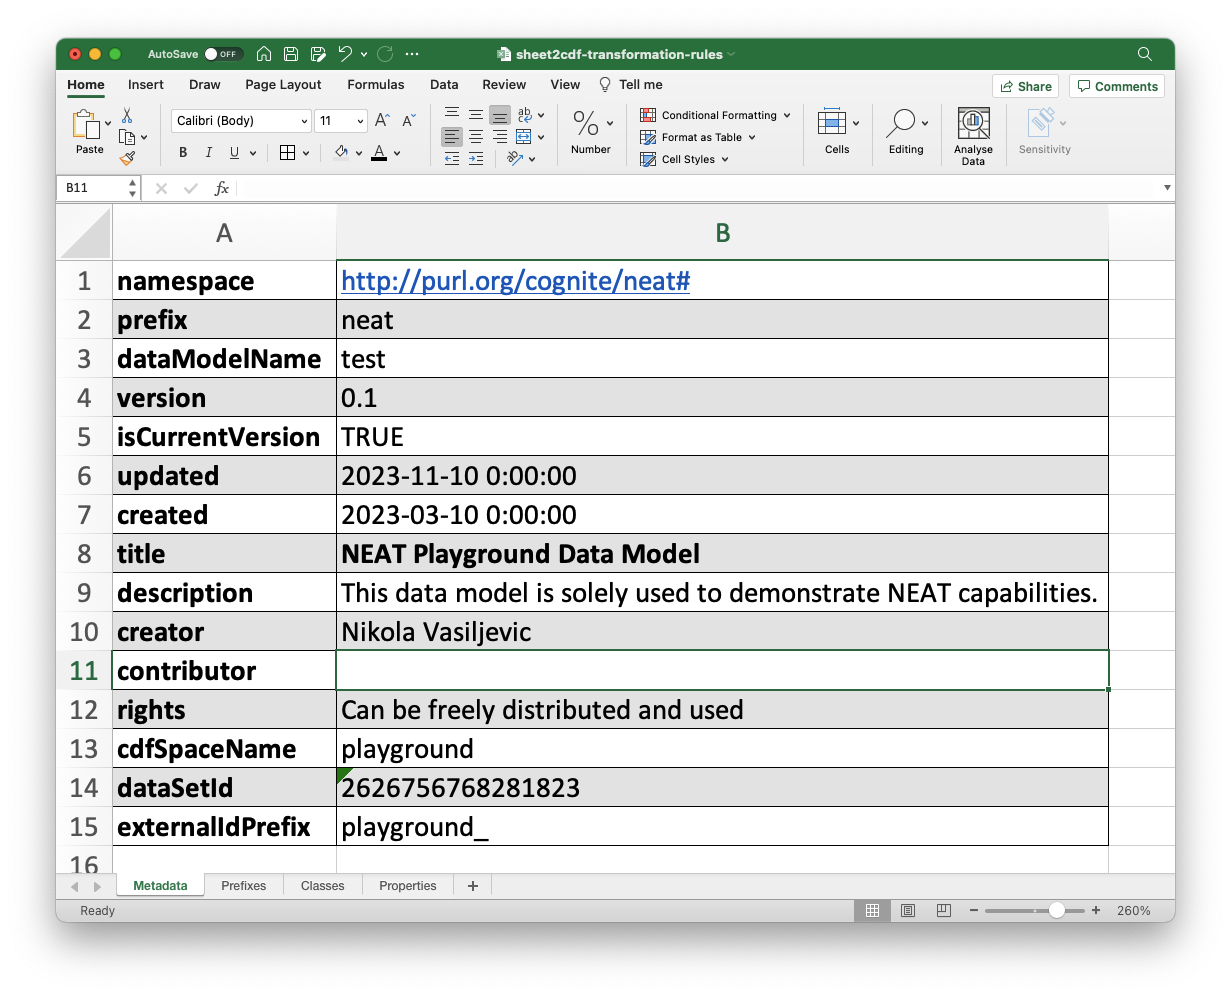 AutoSave OFF sheet2cdf-transformation-rules
Home Insert Draw Page Layout Formulas Data Review View Tell me Share Comments
Paste Calibri (Body) 11 A^ A˅ ab % Number Conditional Formatting Cells Editing Analyse Data Sensitivity
B I U A Format as Table
Cell Styles
B11 fx
A B
1 namespace http://purl.org/cognite/neat#
2 prefix neat
3 dataModelName test
4 version 0.1
5 isCurrentVersion TRUE
6 updated 2023-11-10 0:00:00
7 created 2023-03-10 0:00:00
8 title NEAT Playground Data Model
9 description This data model is solely used to demonstrate NEAT capabilities.
10 creator Nikola Vasiljevic
11 contributor
12 rights Can be freely distributed and used
13 cdfSpaceName playground
14 dataSetId 2626756768281823
15 externalIdPrefix playground_
16
Metadata Prefixes Classes Properties +
Ready 260%